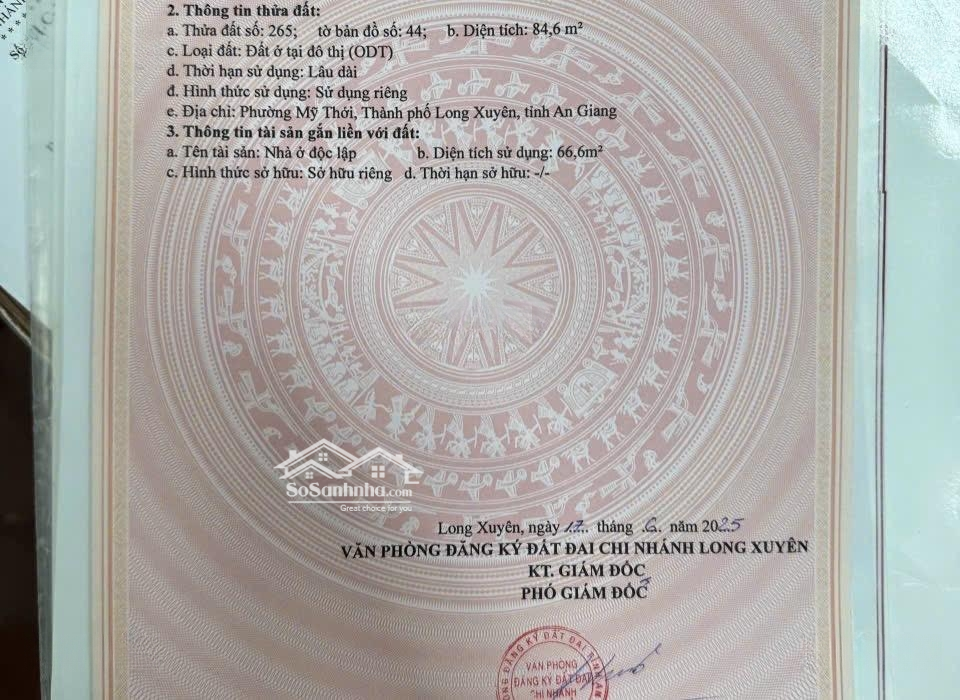 2. Thông tin thửa đất:
a. Thửa đất số: 265; tờ bản đồ số: 44; b. Diện tích: 84,6 m²
c. Loại đất: Đất ở tại đô thị (ODT)
d. Thời hạn sử dụng: Lâu dài
đ. Hình thức sử dụng: Sử dụng riêng
e. Địa chỉ: Phường Mỹ Thới, Thành phố Long Xuyên, tỉnh An Giang
3. Thông tin tài sản gắn liền với đất:
a. Tên tài sản: Nhà ở độc lập b. Diện tích sử dụng: 66,6m²
c. Hình thức sở hữu: Sở hữu riêng d. Thời hạn sở hữu: -/-
SoSanhnha.com
Great choice for you
Long Xuyên, ngày 17 tháng 6 năm 2025
VĂN PHÒNG ĐĂNG KÝ ĐẤT ĐAI CHI NHÁNH LONG XUYÊN
KT. GIÁM ĐỐC
PHÓ GIÁM ĐỐC
VĂN PHÒNG
ĐĂNG KÝ ĐẤT ĐAI
CHI NHÁNH